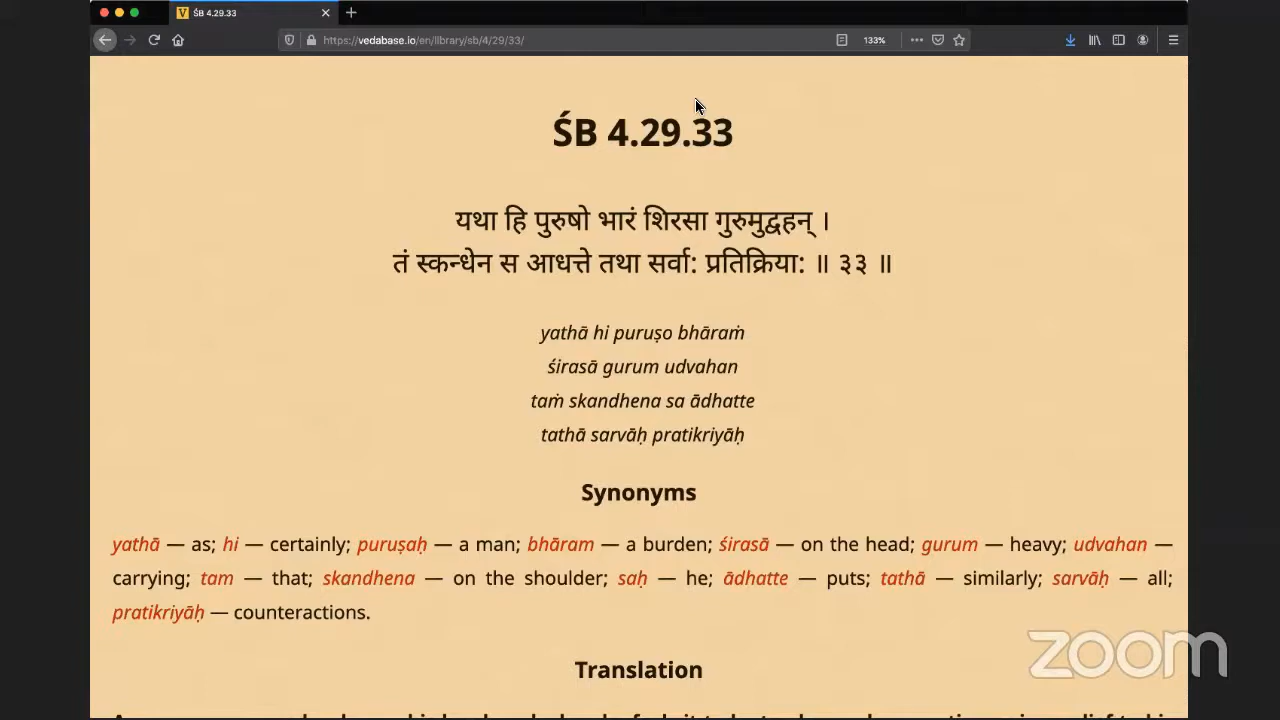 ŚB 4.29.33
https://vedabase.io/en/library/sb/4/29/33/
133%
ŚB 4.29.33
यथा हि पुरुषो भारं शिरसा गुरुमुद्वहन् ।
तं स्कन्धेन स आधत्ते तथा सर्वा: प्रतिक्रिया: ॥ ३३ ॥
yathā hi puruṣo bhāraṁ
śirasā gurum udvahan
taṁ skandhena sa ādhatte
tathā sarvāḥ pratikriyāḥ
Synonyms
yathā — as; hi — certainly; puruṣaḥ — a man; bhāram — a burden; śirasā — on the head; gurum — heavy; udvahan —
carrying; tam — that; skandhena — on the shoulder; saḥ — he; ādhatte — puts; tathā — similarly; sarvāḥ — all;
pratikriyāḥ — counteractions.
Translation
zoom